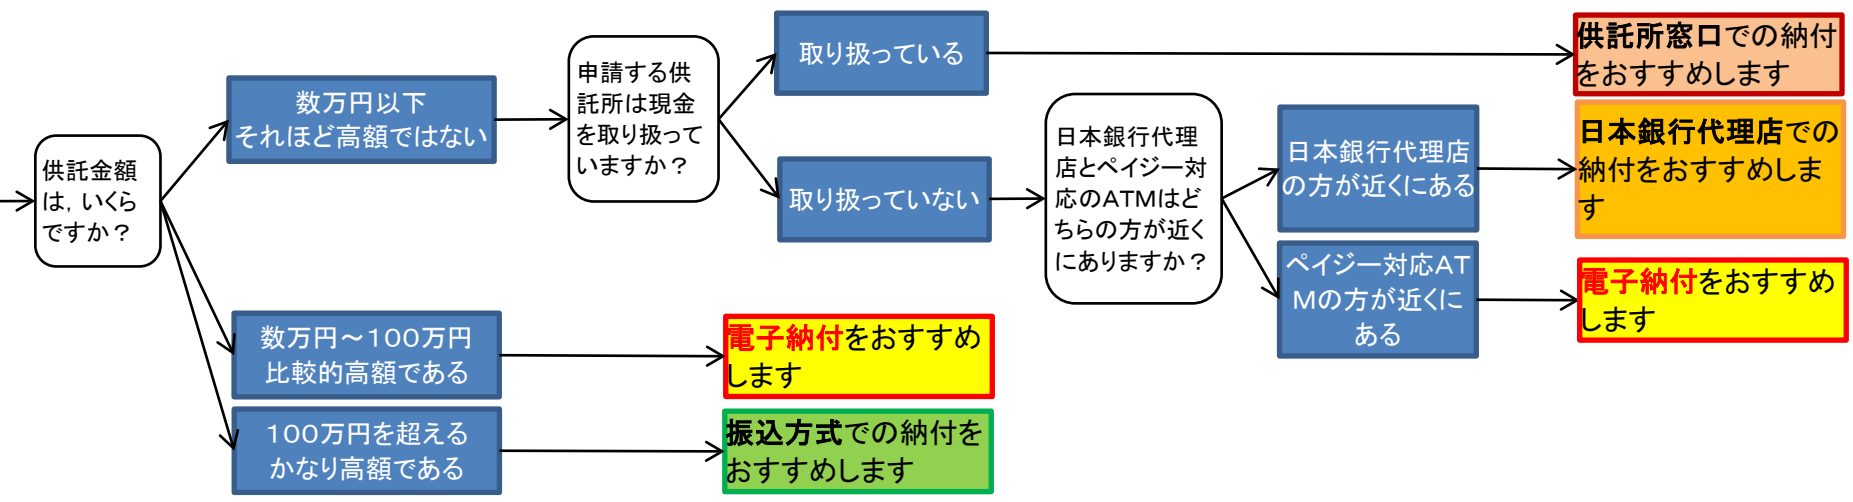 供託金額
は，いくら
ですか？
数万円以下
それほど高額ではない
申請する供
託所は現金
を取り扱って
いますか？
取り扱っている
供託所窓口での納付
をおすすめします
取り扱っていない
日本銀行代理
店とペイジー対
応のＡＴＭはど
ちらの方が近く
にありますか？
日本銀行代理店
の方が近くにある
日本銀行代理店での
納付をおすすめしま
す
ペイジー対応ＡＴ
Ｍの方が近くに
ある
電子納付をおすすめ
します
数万円～１００万円
比較的高額である
電子納付をおすすめ
します
１００万円を超える
かなり高額である
振込方式での納付を
おすすめします